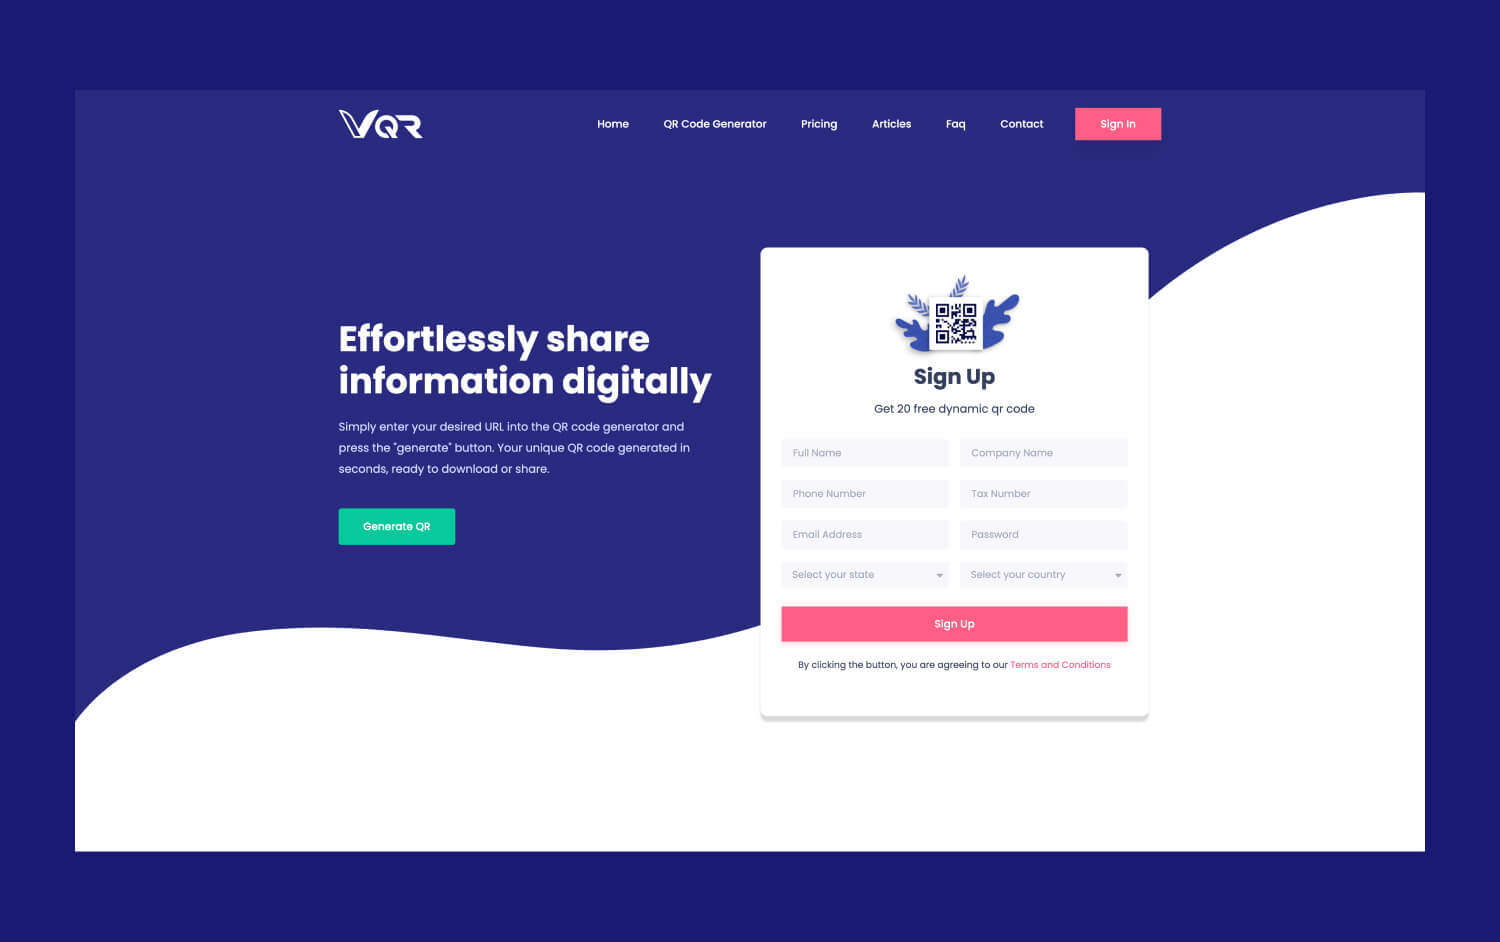 VQR
Home
QR Code Generator
Pricing
Articles
Faq
Contact
Sign In
Effortlessly share
information digitally
Simply enter your desired URL into the QR code generator and
press the "generate" button. Your unique QR code generated in
seconds, ready to download or share.
Generate QR
Sign Up
Get 20 free dynamic qr code
Full Name
Company Name
Phone Number
Tax Number
Email Address
Password
Select your state
Select your country
Sign Up
By clicking the button, you are agreeing to our Terms and Conditions